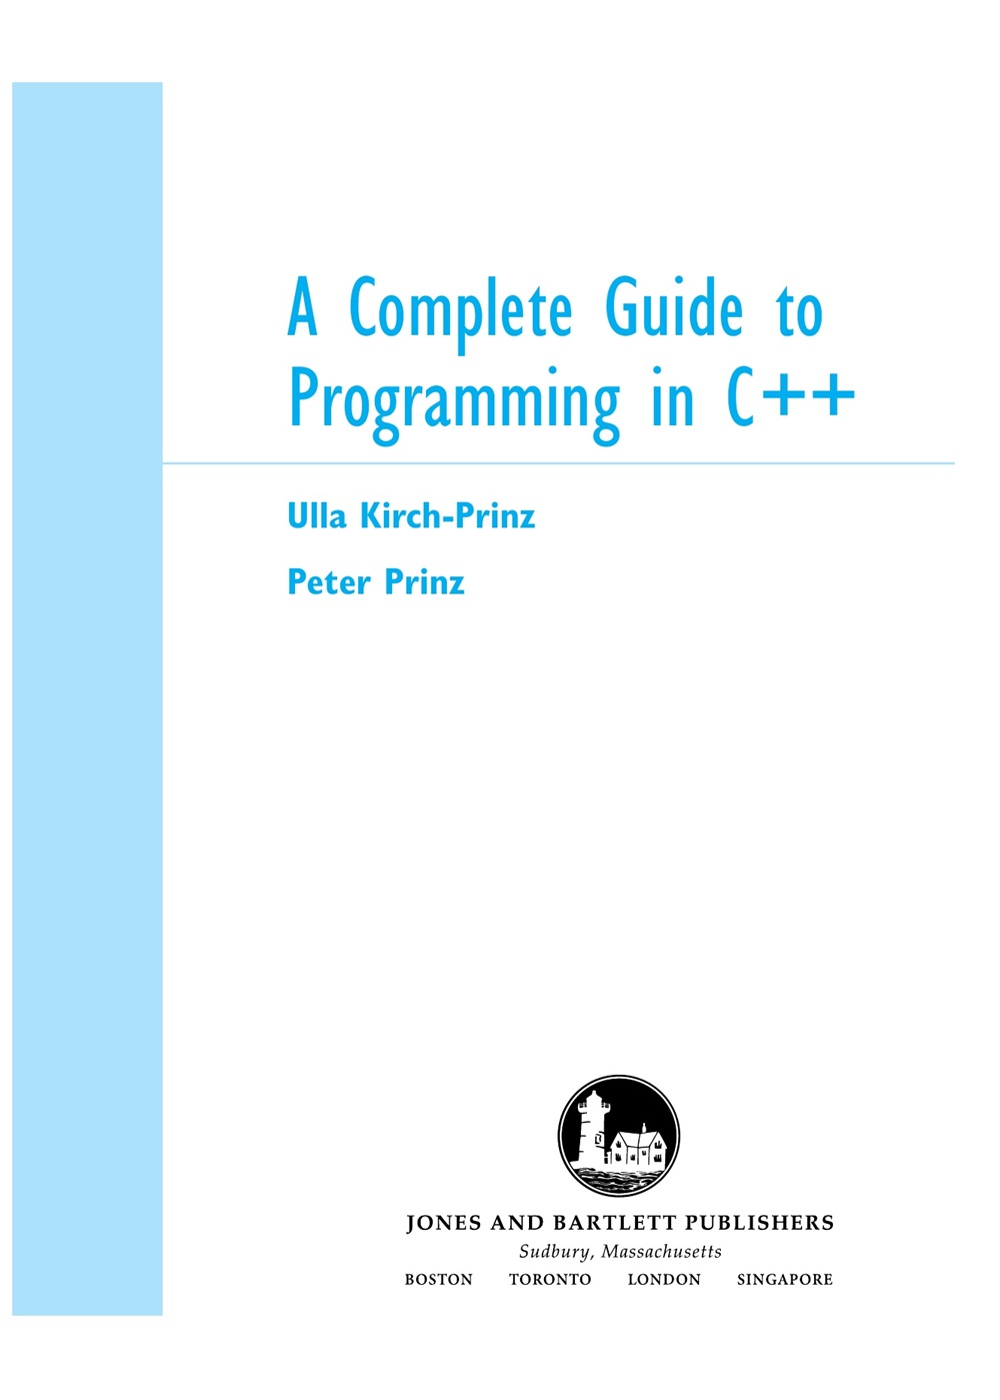 A Complete Guide to
Programming in C++
Ulla Kirch-Prinz
Peter Prinz
JONES AND BARTLETT PUBLISHERS
Sudbury, Massachusetts
BOSTON TORONTO LONDON SINGAPORE